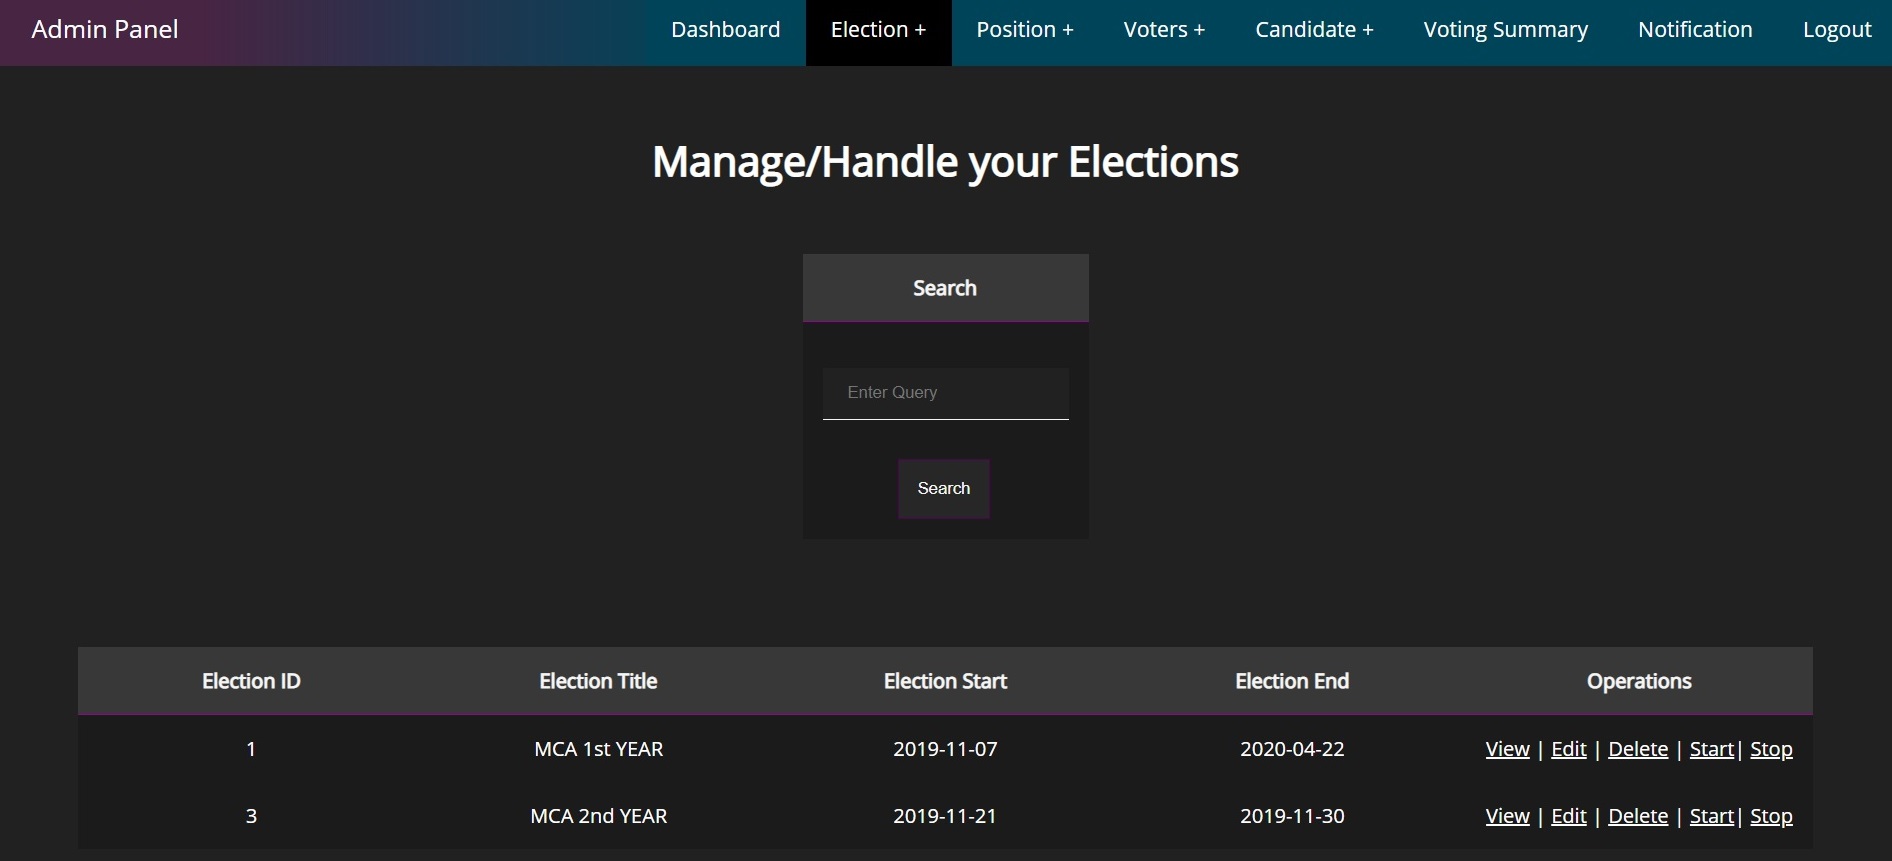 Admin Panel Dashboard Election + Position + Voters + Candidate + Voting Summary Notification Logout
Manage/Handle your Elections
Search
Enter Query
Search
Election ID Election Title Election Start Election End Operations
1 MCA 1st YEAR 2019-11-07 2020-04-22 View | Edit | Delete | Start| Stop
3 MCA 2nd YEAR 2019-11-21 2019-11-30 View | Edit | Delete | Start| Stop